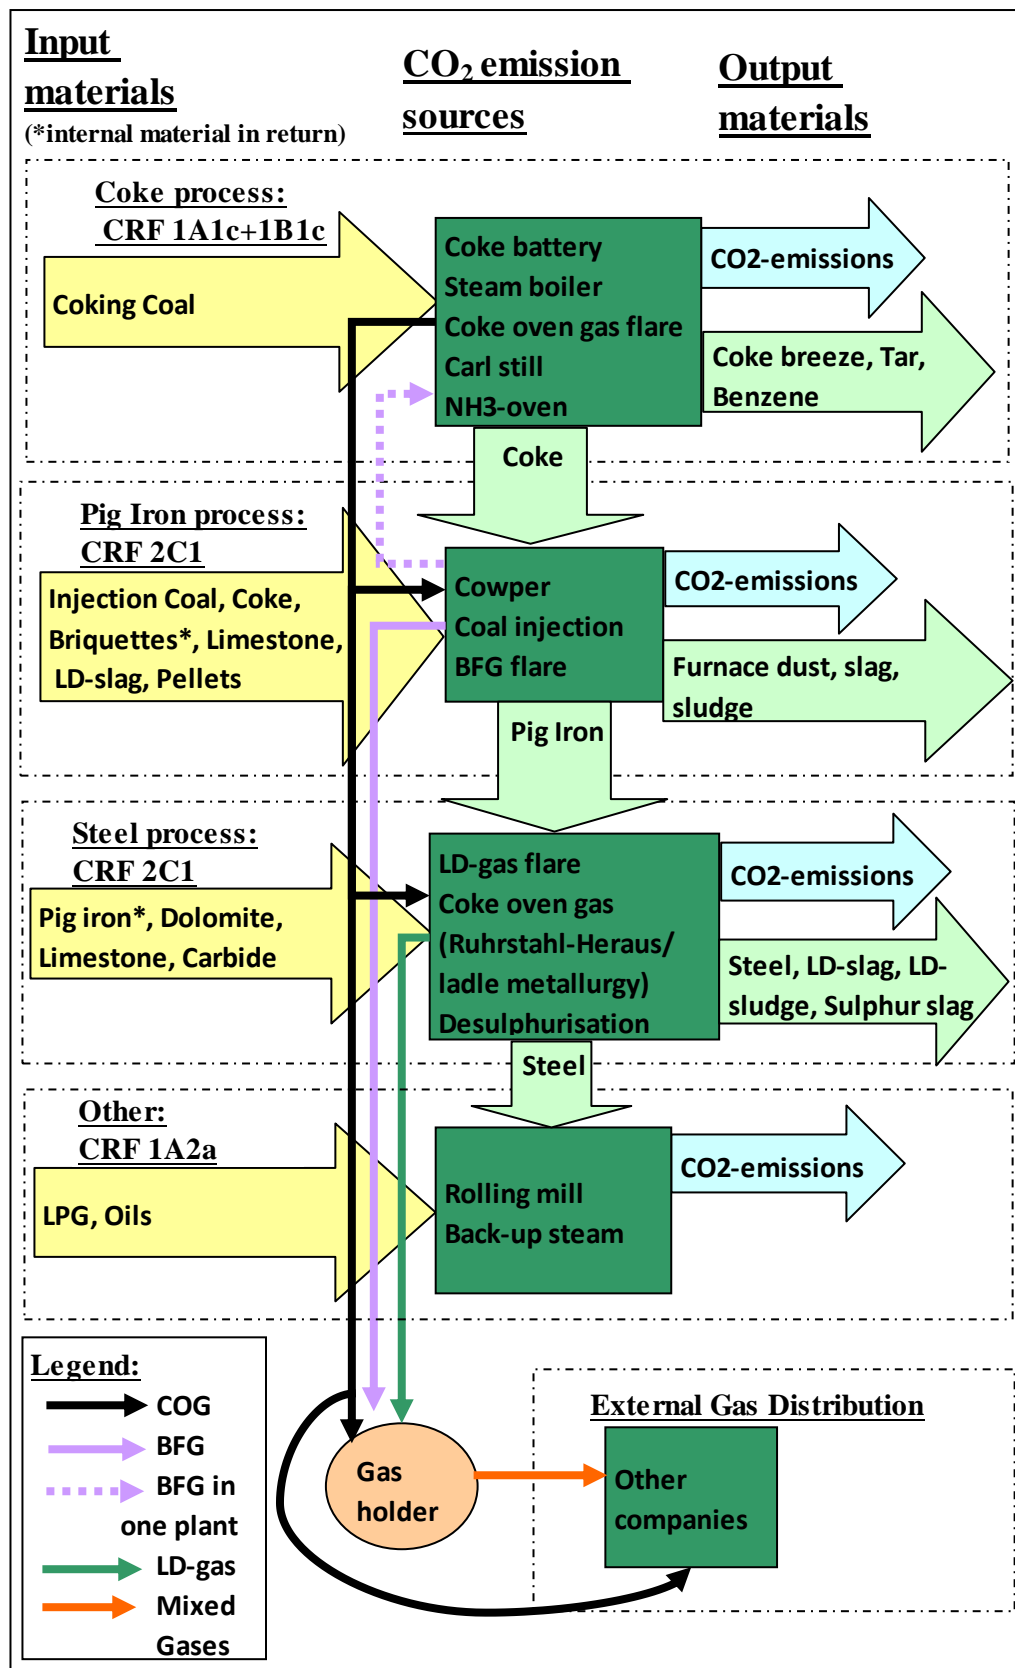 Input
materials
(*internal material in return)
CO₂ emission
sources
Output
materials
Coke process:
CRF 1A1c+1B1c
Coking Coal
Coke battery
Steam boiler
Coke oven gas flare
Carl still
NH3-oven
CO2-emissions
Coke breeze, Tar,
Benzene
Coke
Pig Iron process:
CRF 2C1
Injection Coal, Coke,
Briquettes*, Limestone,
LD-slag, Pellets
Cowper
Coal injection
BFG flare
CO2-emissions
Furnace dust, slag,
sludge
Pig Iron
Steel process:
CRF 2C1
Pig iron*, Dolomite,
Limestone, Carbide
LD-gas flare
Coke oven gas
(Ruhrstahl-Heraus/
ladle metallurgy)
Desulphurisation
CO2-emissions
Steel, LD-slag, LD-
sludge, Sulphur slag
Steel
Other:
CRF 1A2a
LPG, Oils
Rolling mill
Back-up steam
CO2-emissions
Legend:
COG
BFG
BFG in
one plant
LD-gas
Mixed
Gases
Gas
holder
External Gas Distribution
Other
companies